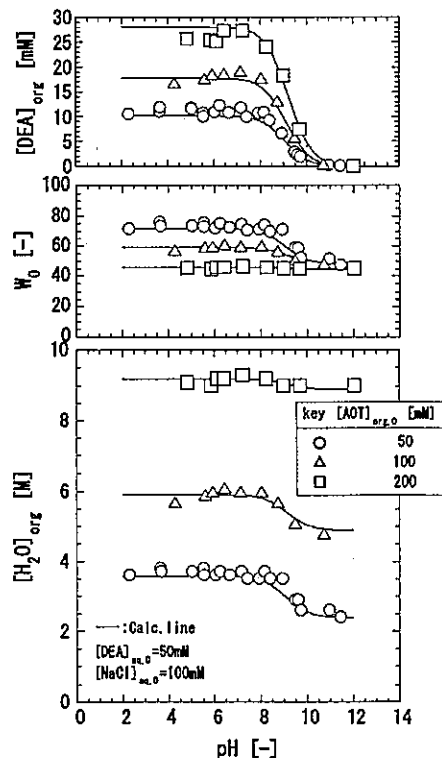 30
25
20
15
10
5
0
[DEA]org [mM]
100
80
60
40
20
0
W0 [-]
10
8
6
4
2
0
[H2O]org [M]
key [AOT]org,0 [mM]
○ 50
△ 100
□ 200
—:Calc.line
[DEA]aq,0=50mM
[NaCl]aq,0=100mM
0 2 4 6 8 10 12 14
pH [-]